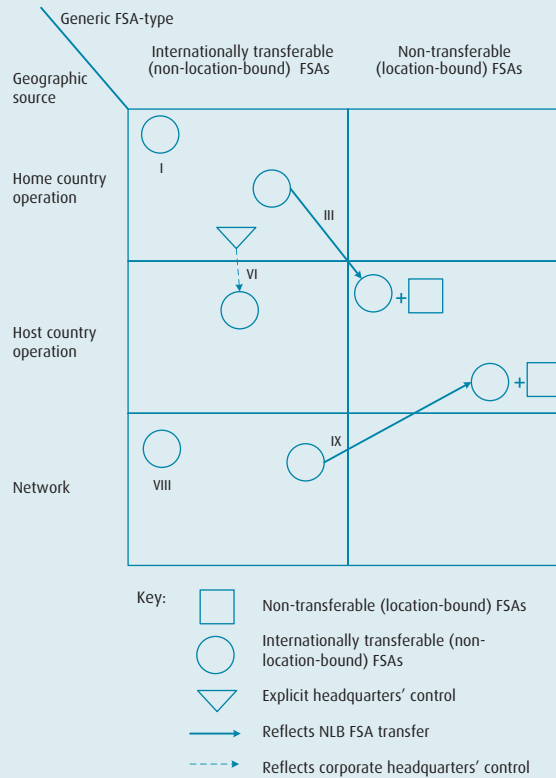 Generic FSA-type
Internationally transferable
(non-location-bound) FSAs
Non-transferable
(location-bound) FSAs
Geographic
source
Home country
operation
I
III
VI
+
Host country
operation
+
IX
Network
VIII
Key:
Non-transferable (location-bound) FSAs
Internationally transferable (non-
location-bound) FSAs
Explicit headquarters' control
Reflects NLB FSA transfer
Reflects corporate headquarters' control